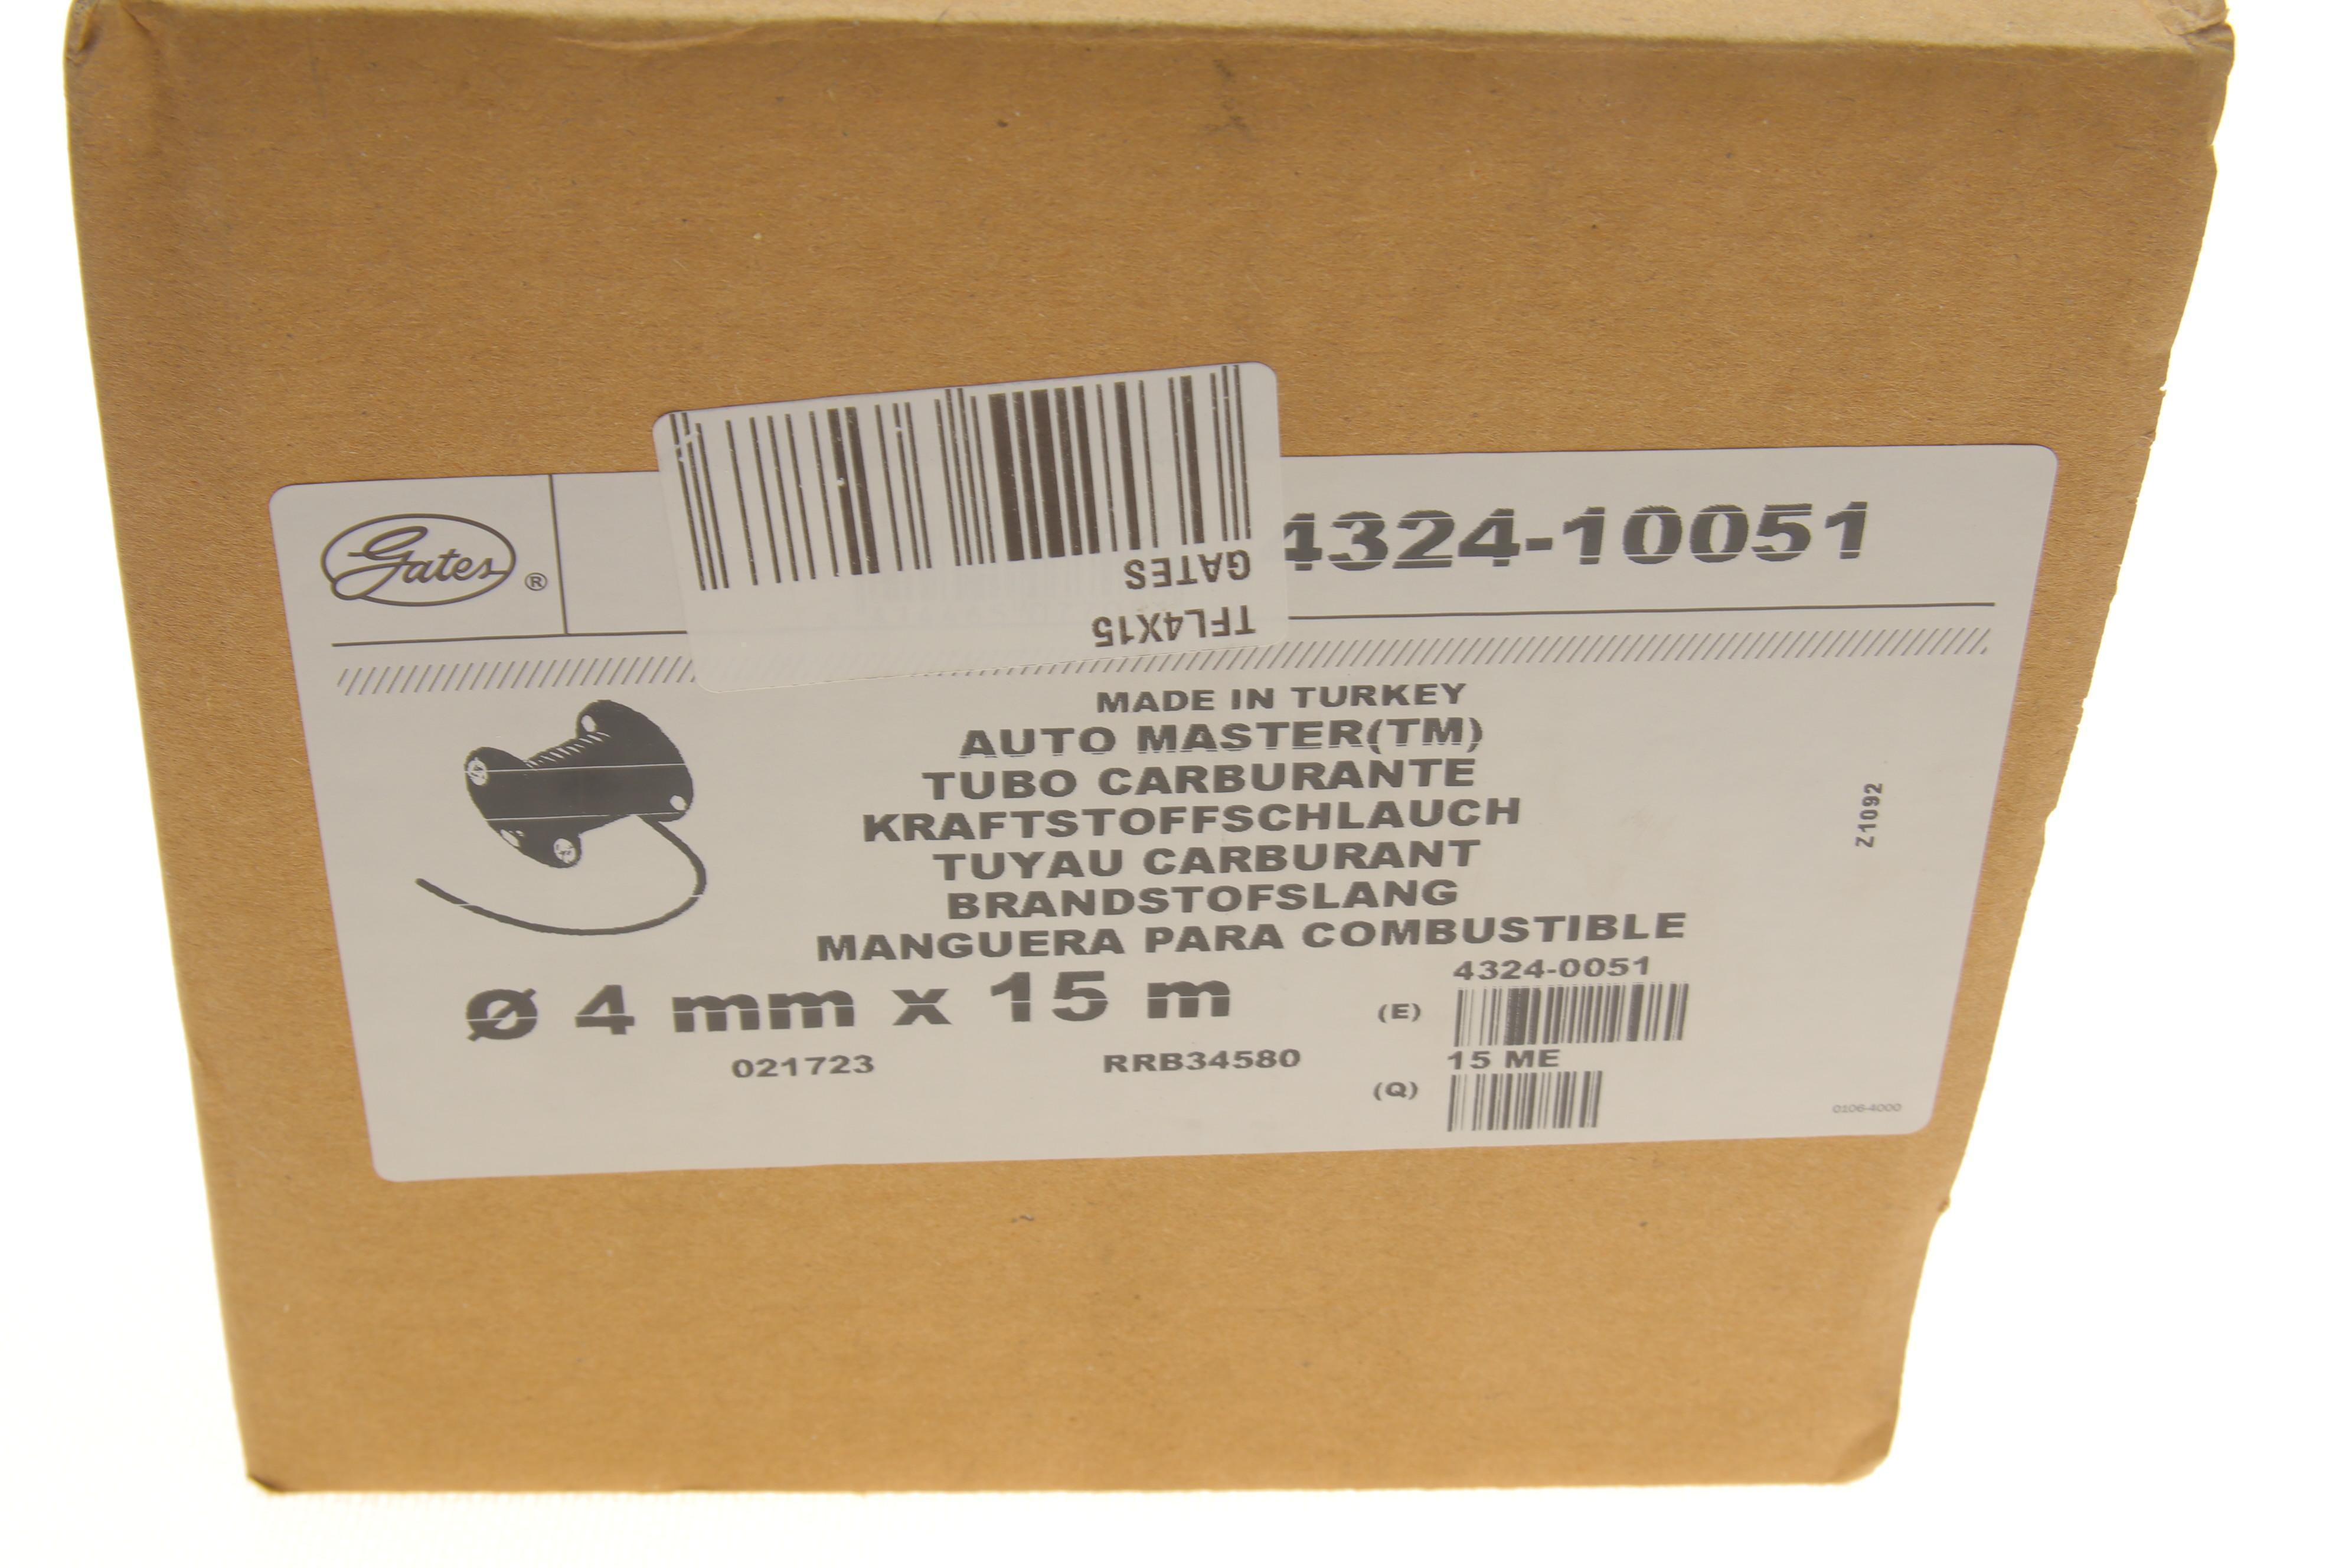 Gates ®
4324-10051
GATES
TFL4X15
MADE IN TURKEY
AUTO MASTER(TM)
TUBO CARBURANTE
KRAFTSTOFFSCHLAUCH
TUYAU CARBURANT
BRANDSTOFSLANG
MANGUERA PARA COMBUSTIBLE
Z1092
Ø 4 mm x 15 m
4324-0051
(E)
021723 RRB34580
15 ME
(Q)
0106-4000